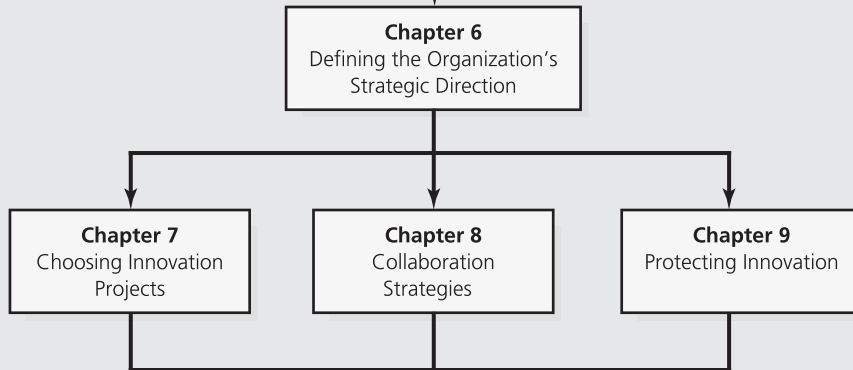 Chapter 6
Defining the Organization's
Strategic Direction
Chapter 7
Choosing Innovation
Projects
Chapter 8
Collaboration
Strategies
Chapter 9
Protecting Innovation